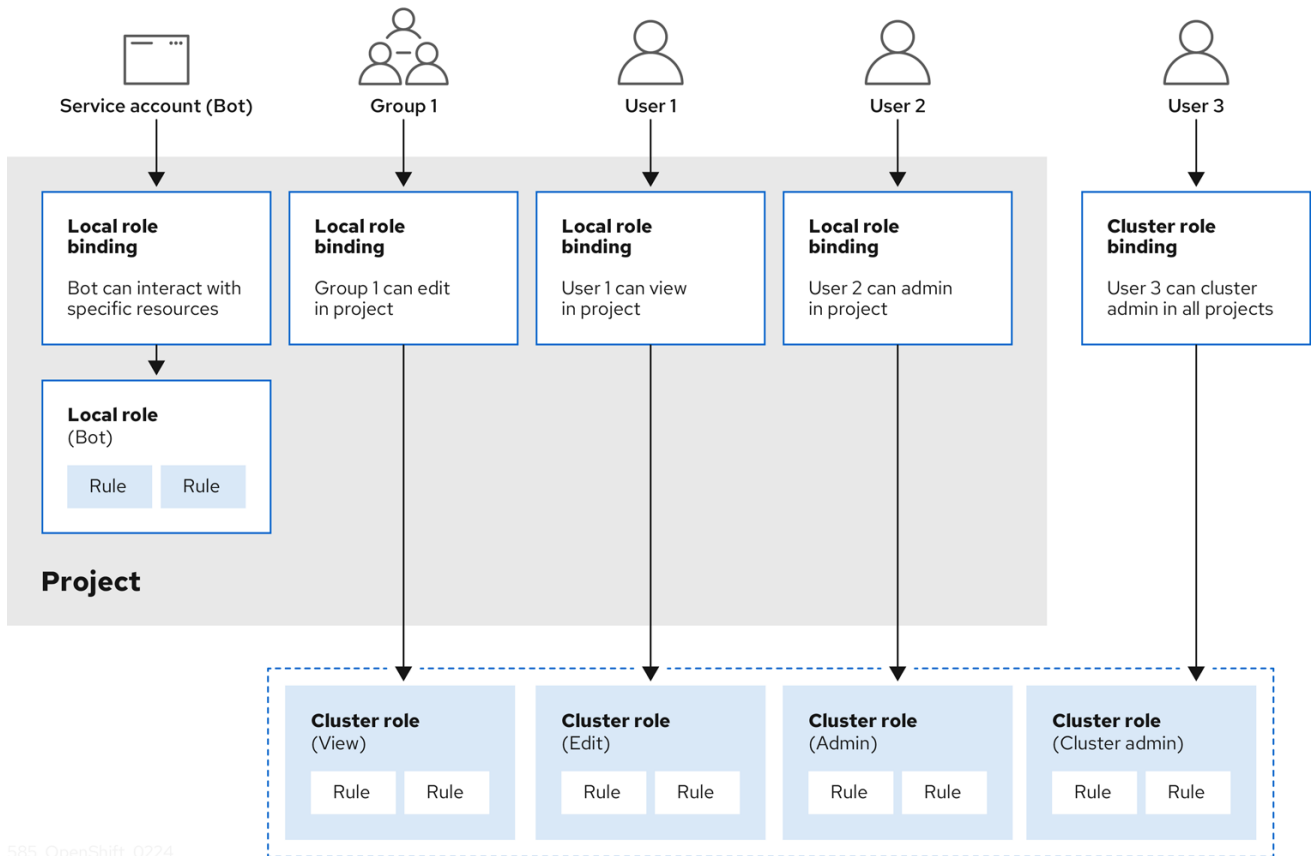 Service account (Bot)
Group 1
User 1
User 2
User 3
Local role
binding
Bot can interact with
specific resources
Local role
binding
Group 1 can edit
in project
Local role
binding
User 1 can view
in project
Local role
binding
User 2 can admin
in project
Cluster role
binding
User 3 can cluster
admin in all projects
Local role
(Bot)
Rule
Rule
Project
Cluster role
(View)
Rule
Rule
Cluster role
(Edit)
Rule
Rule
Cluster role
(Admin)
Rule
Rule
Cluster role
(Cluster admin)
Rule
Rule
585_OpenShift_0224